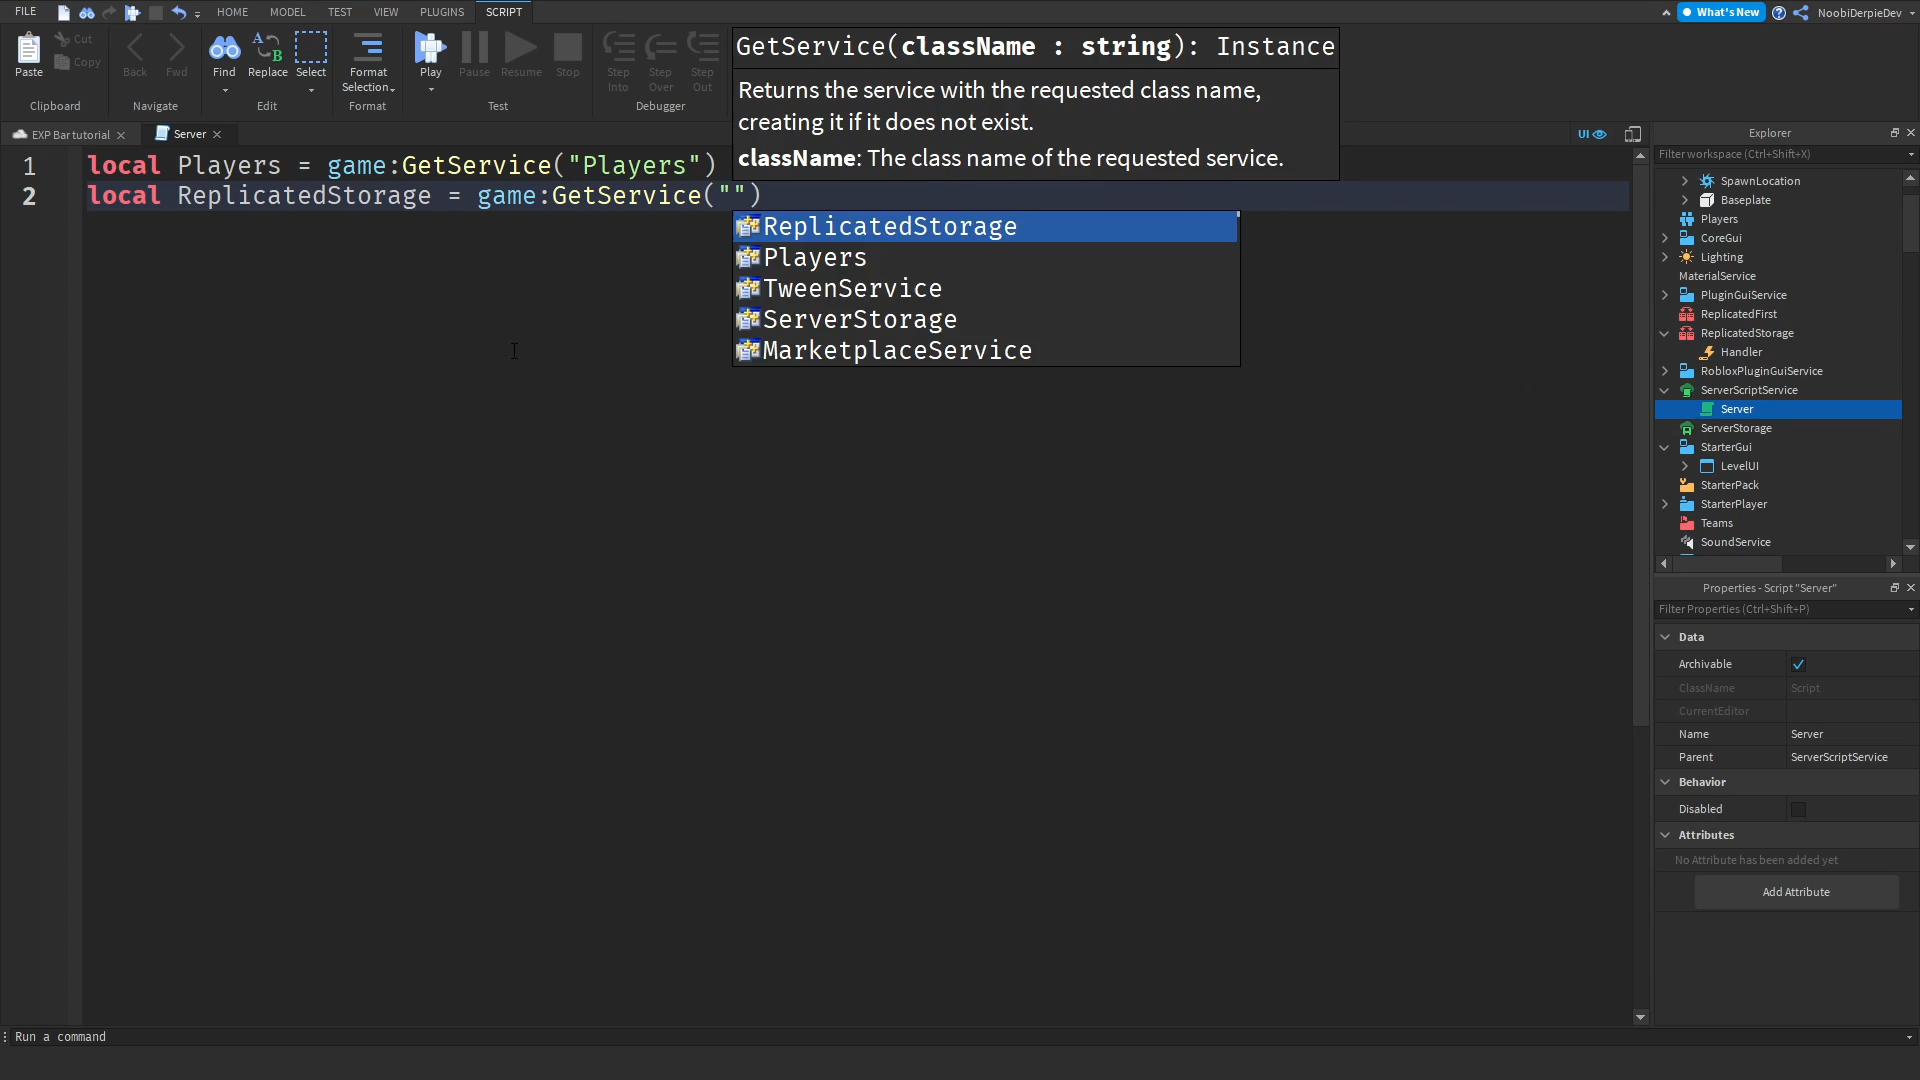 FILE
HOME
MODEL
TEST
VIEW
PLUGINS
SCRIPT
What's New
NoobiDerpieDev
Paste
Cut
Copy
Clipboard
Back
Fwd
Navigate
Find
Replace
Select
Edit
Format
Selection
Format
Play
Pause
Resume
Stop
Test
Step
Into
Step
Over
Step
Out
Debugger
GetService(className : string): Instance
Returns the service with the requested class name,
creating it if it does not exist.
className: The class name of the requested service.
EXP Bar tutorial
Server
UI
1 local Players = game:GetService("Players")
2 local ReplicatedStorage = game:GetService("")
ReplicatedStorage
Players
TweenService
ServerStorage
MarketplaceService
Explorer
Filter workspace (Ctrl+Shift+X)
SpawnLocation
Baseplate
Players
CoreGui
Lighting
MaterialService
PluginGuiService
ReplicatedFirst
ReplicatedStorage
Handler
RobloxPluginGuiService
ServerScriptService
Server
ServerStorage
StarterGui
LevelUI
StarterPack
StarterPlayer
Teams
SoundService
Properties - Script "Server"
Filter Properties (Ctrl+Shift+P)
Data
Archivable
ClassName Script
CurrentEditor
Name Server
Parent ServerScriptService
Behavior
Disabled
Attributes
No Attribute has been added yet
Add Attribute
Run a command